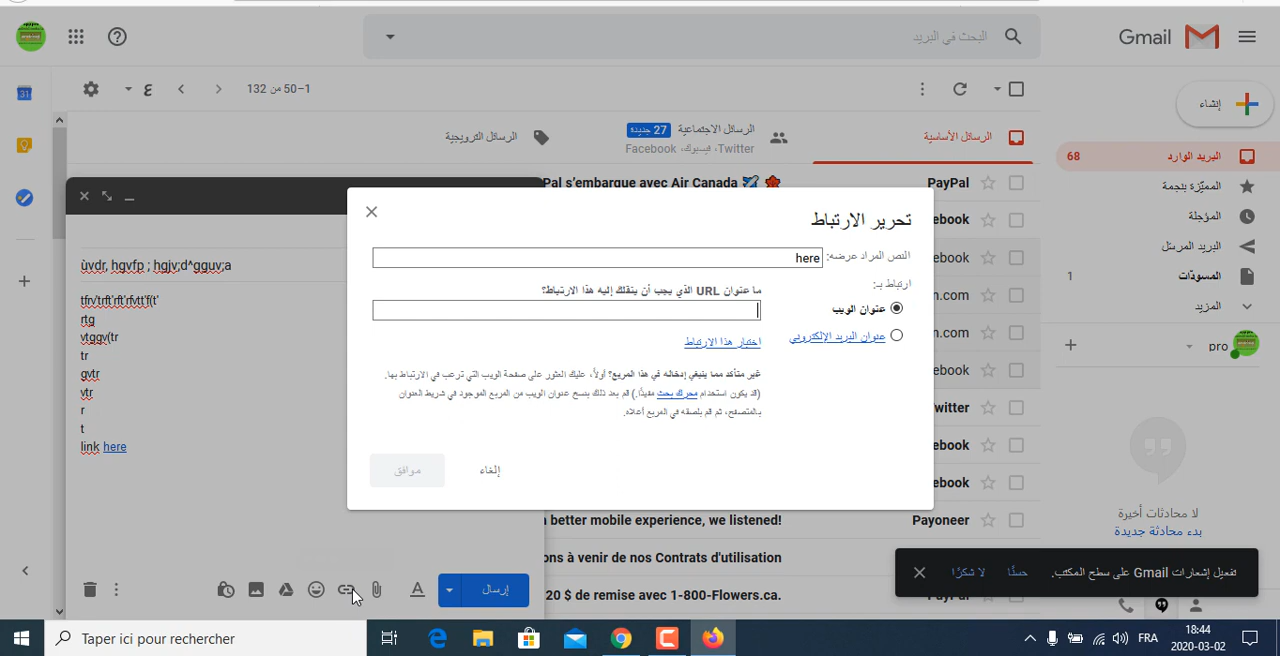 Gmail
البحث في البريد
1–50 من 132
ع
31
إنشاء
البريد الوارد
68
المميّزة بنجمة
المؤجلة
البريد المرسَل
المسودّات
1
المزيد
pro
لا محادثات أخيرة
بدء محادثة جديدة
الرسائل الأساسية
الرسائل الاجتماعية 27 جديدة
Twitter، فيسبوك، Facebook
الرسائل الترويجية
PayPal
Pal s'embarque avec Air Canada
ebook
ebook
n.com
n.com
ebook
witter
ebook
ebook
Payoneer
a better mobile experience, we listened!
ons à venir de nos Contrats d'utilisation
20 $ de remise avec 1-800-Flowers.ca.
ùvdr, hgvfp ; hgjv;d^gguv;a
tfrv'trft'rft'rfvtt'f(t'
rtg
vtggv(tr
tr
gvtr
vtr
r
t
link here
إرسال
تحرير الارتباط
النص المراد عرضه:
here
ارتباط بـ:
عنوان الويب
عنوان البريد الإلكتروني
ما عنوان URL الذي يجب أن ينقلك إليه هذا الارتباط؟
اختبار هذا الارتباط
غير متأكد مما ينبغي إدخاله في هذا المربع؟ أولاً، عليك العثور على صفحة الويب التي ترغب في الارتباط بها.
(قد يكون استخدام محرك بحث مفيدًا.) قم بعد ذلك بنسخ عنوان الويب من المربع الموجود في شريط العنوان
بالمتصفح، ثم قم بلصقه في المربع أعلاه.
موافق
إلغاء
تفعيل إشعارات Gmail على سطح المكتب.
حسنًا
لا شكرًا
Taper ici pour rechercher
FRA
18:44
2020-03-02